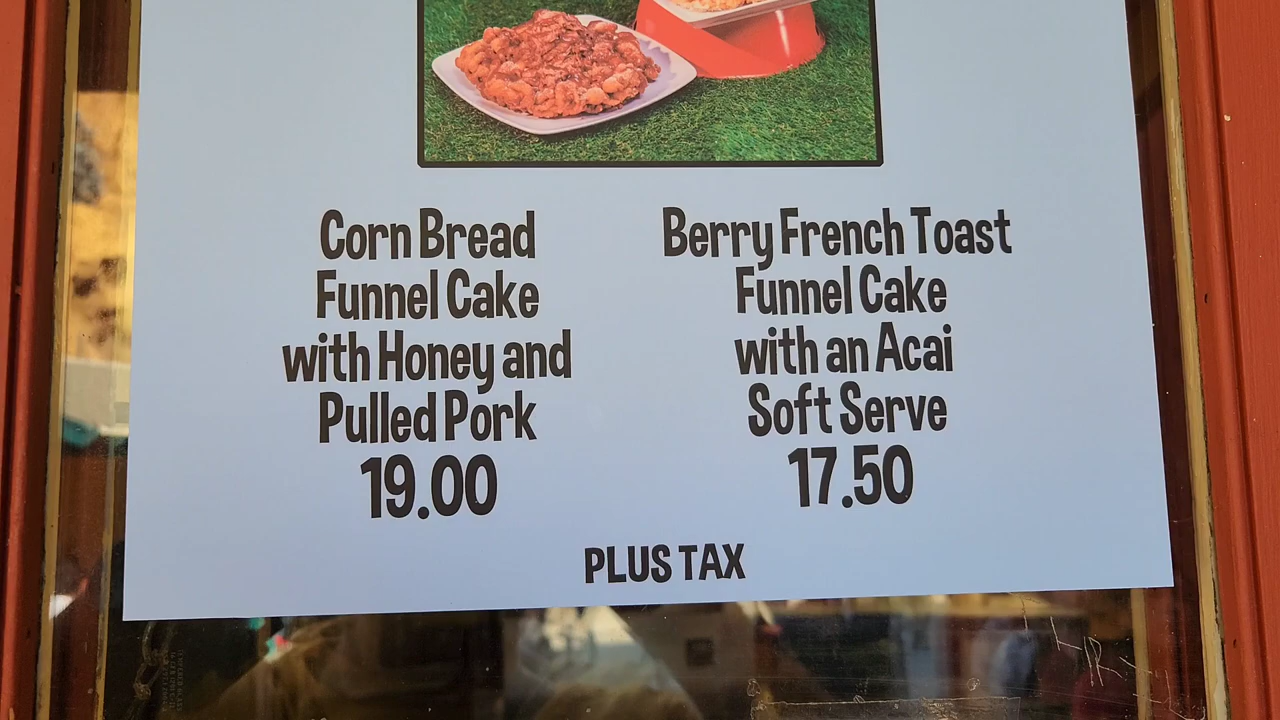 Corn Bread
Funnel Cake
with Honey and
Pulled Pork
19.00
Berry French Toast
Funnel Cake
with an Acai
Soft Serve
17.50
PLUS TAX